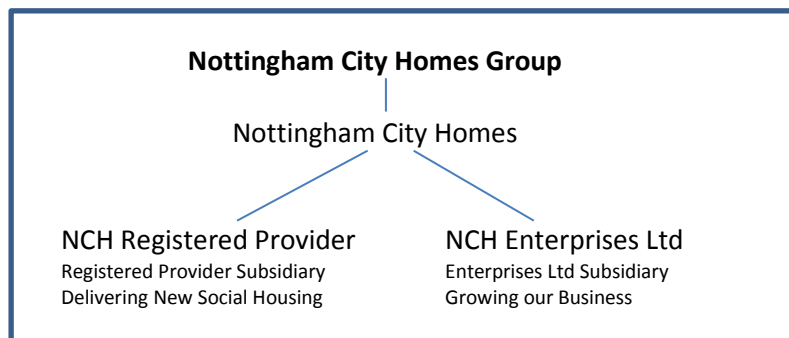 Nottingham City Homes Group
Nottingham City Homes
NCH Registered Provider
Registered Provider Subsidiary
Delivering New Social Housing
NCH Enterprises Ltd
Enterprises Ltd Subsidiary
Growing our Business